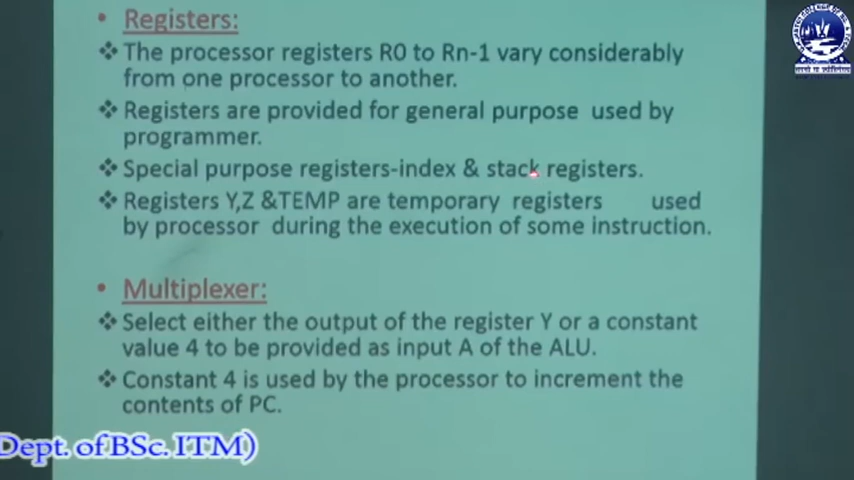 • Registers:
❖ The processor registers R0 to Rn-1 vary considerably
from one processor to another.
❖ Registers are provided for general purpose used by
programmer.
❖ Special purpose registers-index & stack registers.
❖ Registers Y,Z &TEMP are temporary registers used
by processor during the execution of some instruction.
• Multiplexer:
❖ Select either the output of the register Y or a constant
value 4 to be provided as input A of the ALU.
❖ Constant 4 is used by the processor to increment the
contents of PC.
Dept. of BSc. ITM)